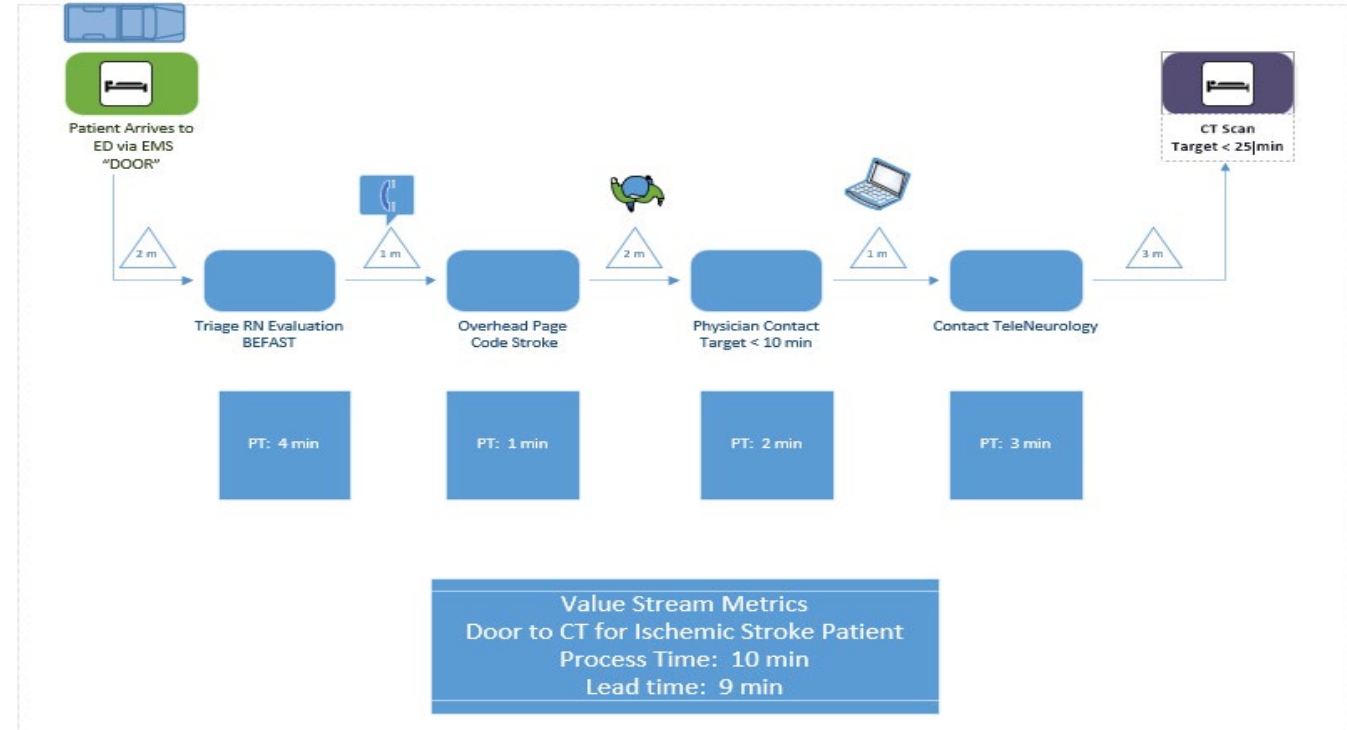 Patient Arrives to
ED via EMS
“DOOR”
CT Scan
Target < 25|min
2 m
1 m
2 m
1 m
3 m
Triage RN Evaluation
BEFAST
Overhead Page
Code Stroke
Physician Contact
Target < 10 min
Contact TeleNeurology
PT: 4 min
PT: 1 min
PT: 2 min
PT: 3 min
Value Stream Metrics
Door to CT for Ischemic Stroke Patient
Process Time: 10 min
Lead time: 9 min